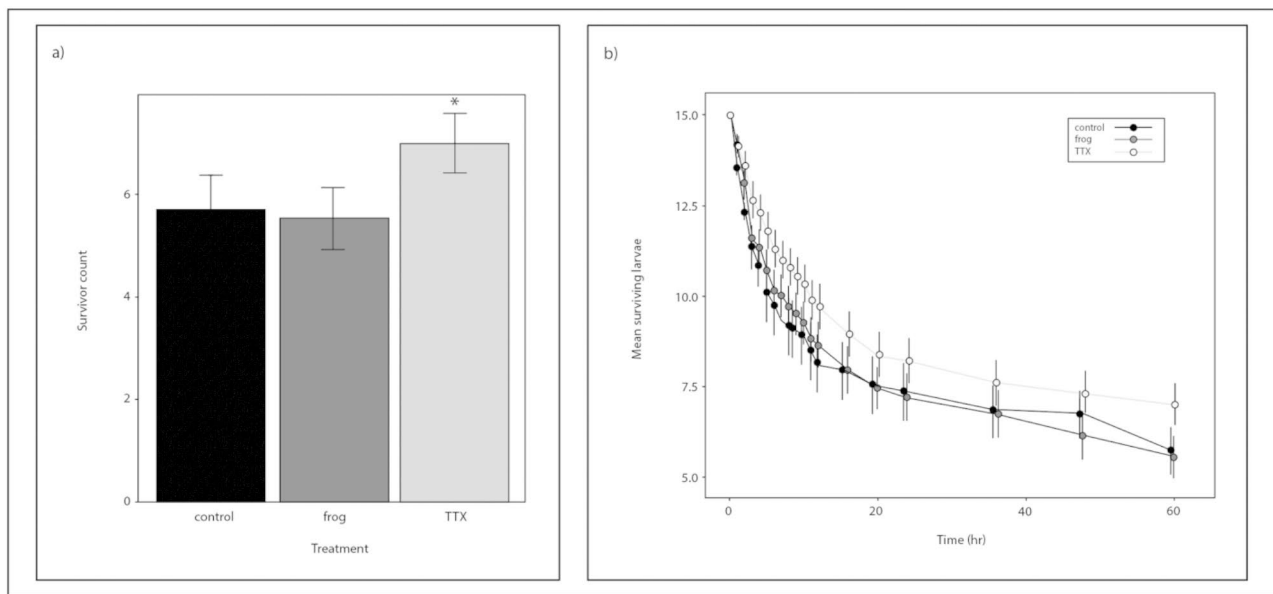 a)
*
6
4
2
0
Survivor count
control frog TTX
Treatment
b)
15.0
12.5
10.0
7.5
5.0
Mean surviving larvae
control
frog
TTX
0 20 40 60
Time (hr)